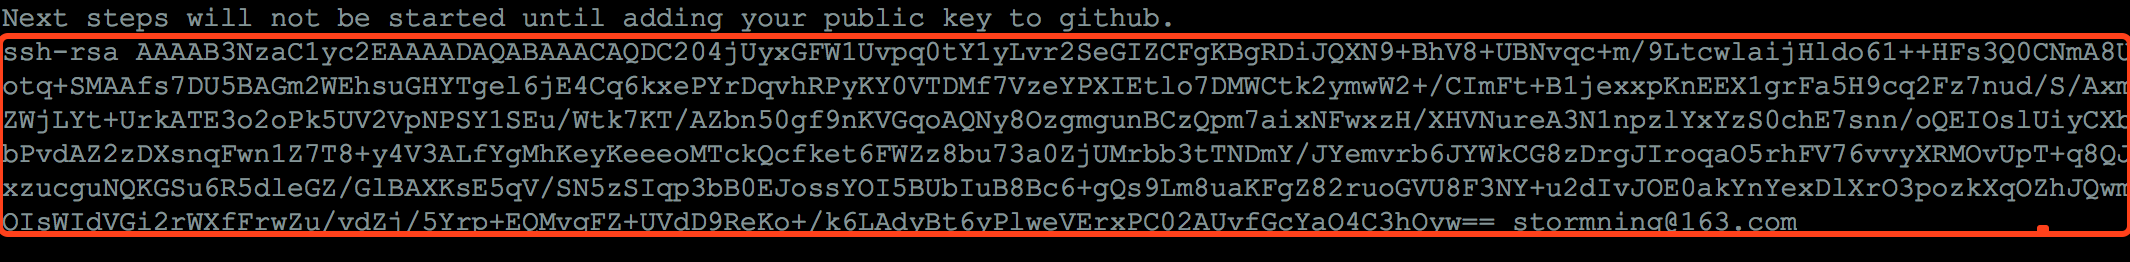 Next steps will not be started until adding your public key to github.
ssh-rsa AAAAB3NzaC1yc2EAAAADAQABAAACAQDC204jUyxGFW1Uvpq0tY1yLvr2SeGIZCFgKBgRDiJQXN9+BhV8+UBNvqc+m/9LtcwlaijHldo61++HFs3Q0CNmA8U
otq+SMAAfs7DU5BAGm2WEhsuGHYTgel6jE4Cq6kxePYrDqvhRPyKY0VTDMf7VzeYPXIEtlo7DMWCtk2ymwW2+/CImFt+B1jexxpKnEEX1grFa5H9cq2Fz7nud/S/Axm
ZWjLYt+UrkATE3o2oPk5UV2VpNPSY1SEu/Wtk7KT/AZbn50gf9nKVGqoAQNy8OzgmgunBCzQpm7aixNFwxzH/XHVNureA3N1npzlYxYzS0chE7snn/oQEIOslUiyCXb
bPvdAZ2zDXsnqFwn1Z7T8+y4V3ALfYgMhKeyKeeeoMTckQcfket6FWZz8bu73a0ZjUMrbb3tTNDmY/JYemvrb6JYWkCG8zDrgJIroqaO5rhFV76vvyXRMOvUpT+q8QJ
xzucguNQKGSu6R5dleGZ/GlBAXKsE5qV/SN5zSIqp3bB0EJossYOI5BUbIuB8Bc6+gQs9Lm8uaKFgZ82ruoGVU8F3NY+u2dIvJOE0akYnYexDlXrO3pozkXqOZhJQwm
OIsWIdVGi2rWXfFrwZu/vdZj/5Yrp+EQMvgFZ+UVdD9ReKo+/k6LAdyBt6yPlweVErxPC02AUvfGcYaO4C3hOyw== stormning@163.com